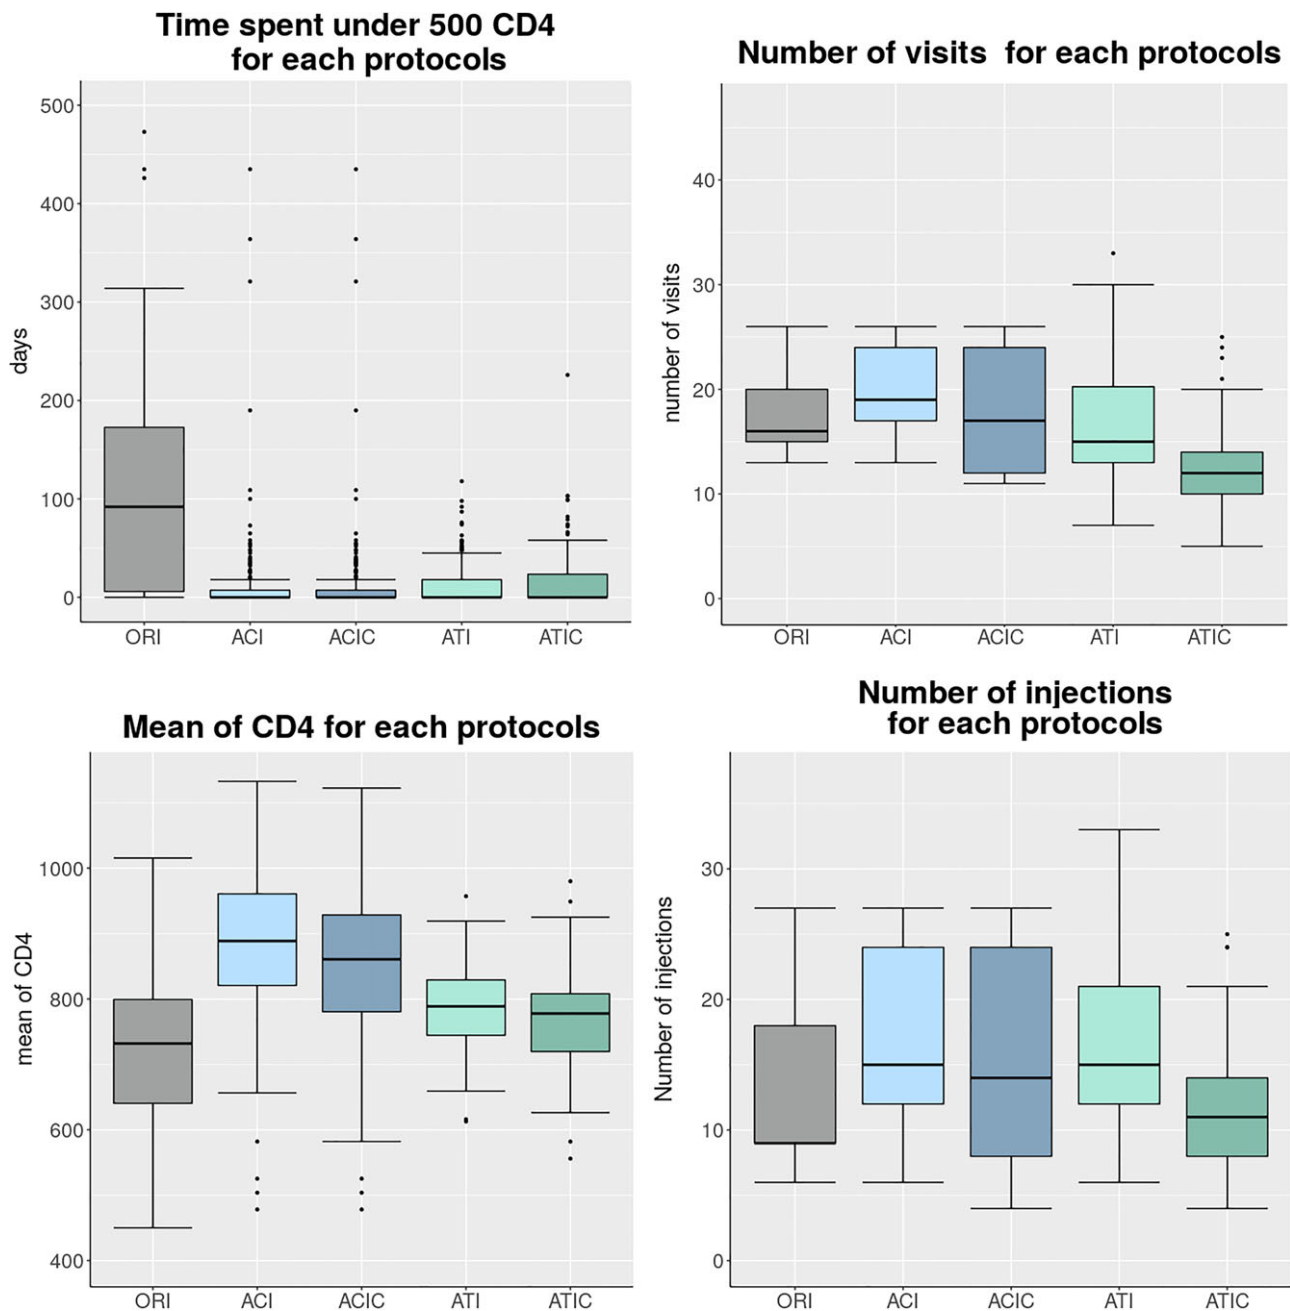 Time spent under 500 CD4
for each protocols
500
400
300
200
100
0
days
ORI ACI ACIC ATI ATIC
Number of visits for each protocols
40
30
20
10
0
number of visits
ORI ACI ACIC ATI ATIC
Mean of CD4 for each protocols
1000
800
600
400
mean of CD4
ORI ACI ACIC ATI ATIC
Number of injections
for each protocols
30
20
10
0
Number of injections
ORI ACI ACIC ATI ATIC